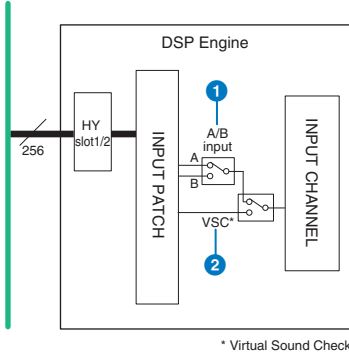 DSP Engine
1
HY
slot1/2
256
INPUT PATCH
A/B
input
A
B
VSC*
2
INPUT CHANNEL
* Virtual Sound Check